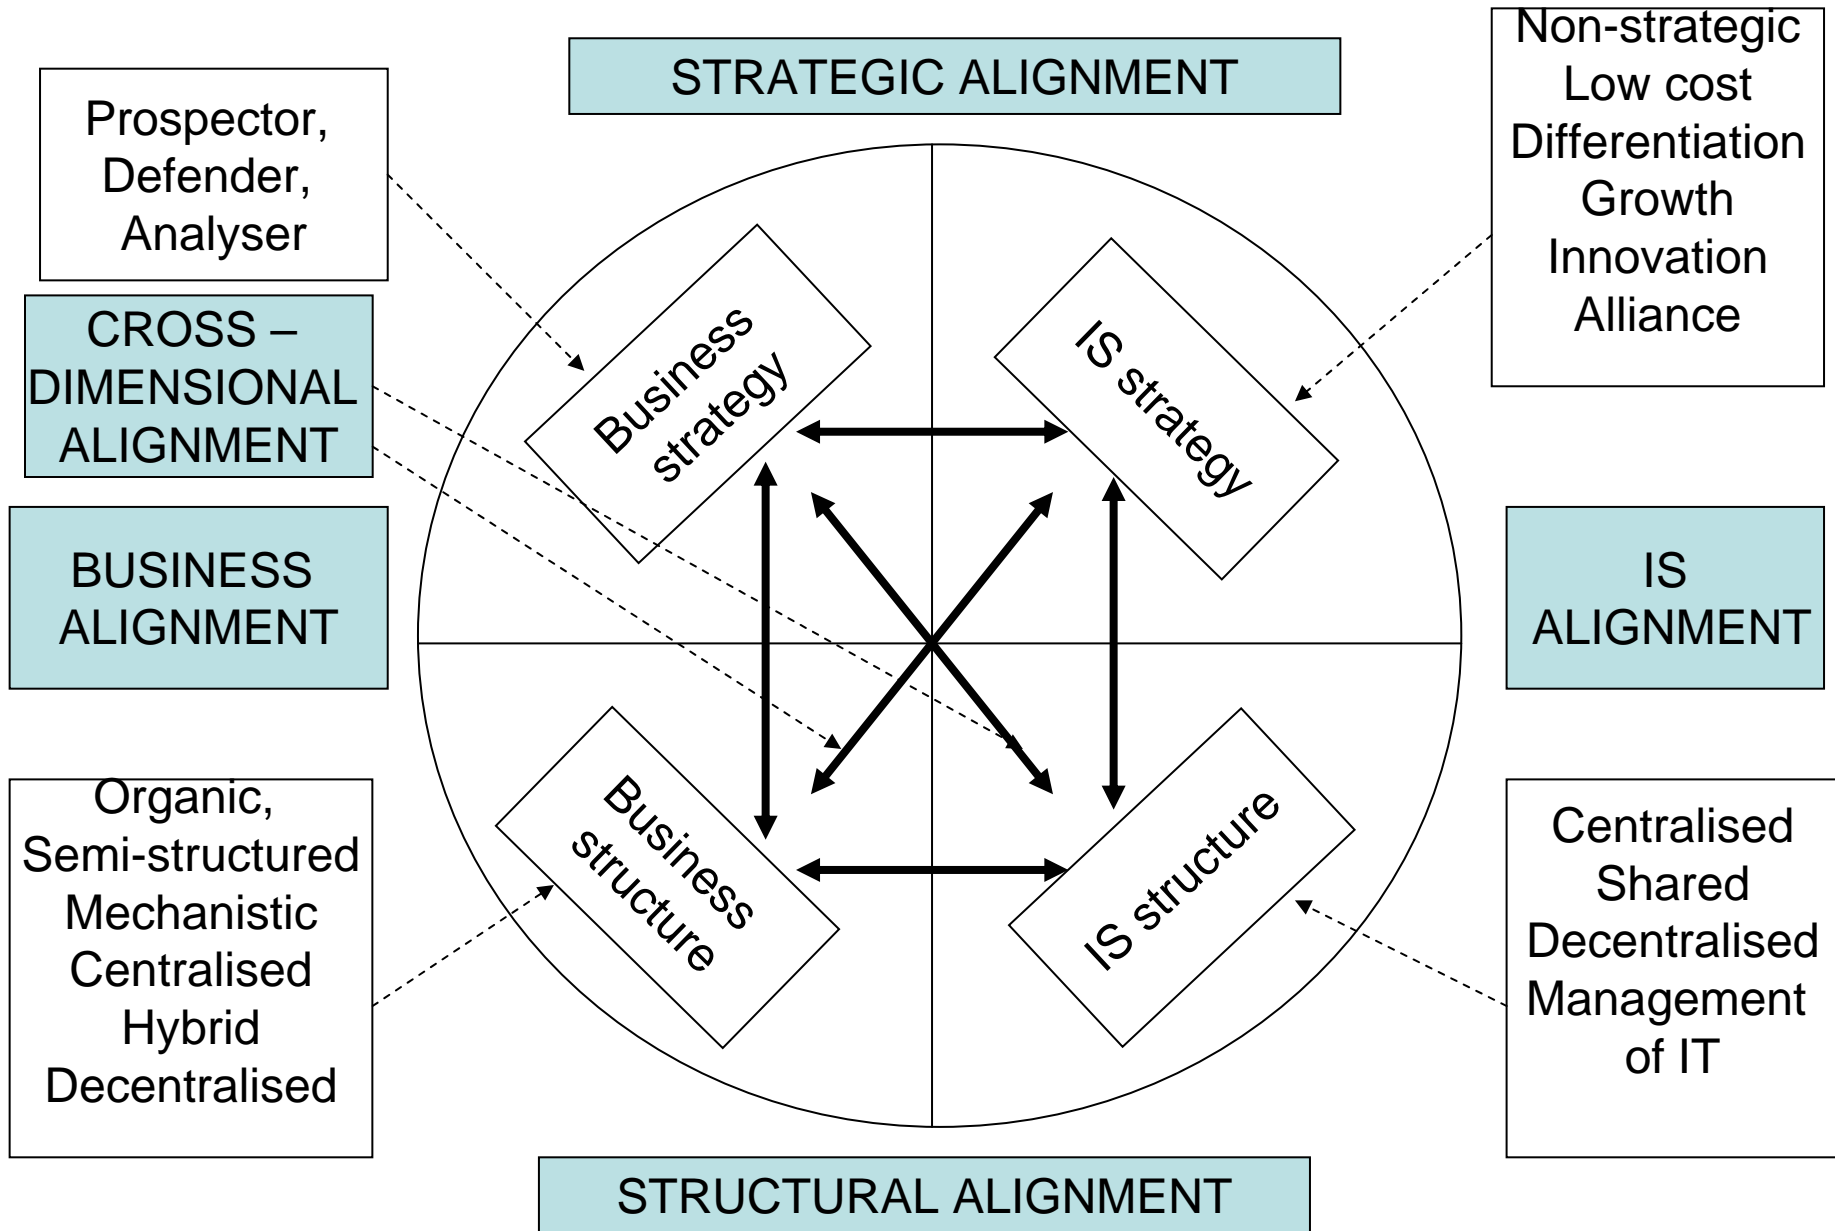 STRATEGIC ALIGNMENT
Prospector,
Defender,
Analyser
Non-strategic
Low cost
Differentiation
Growth
Innovation
Alliance
CROSS –
DIMENSIONAL
ALIGNMENT
Business
strategy
IS strategy
BUSINESS
ALIGNMENT
IS
ALIGNMENT
Organic,
Semi-structured
Mechanistic
Centralised
Hybrid
Decentralised
Business
structure
IS structure
Centralised
Shared
Decentralised
Management
of IT
STRUCTURAL ALIGNMENT